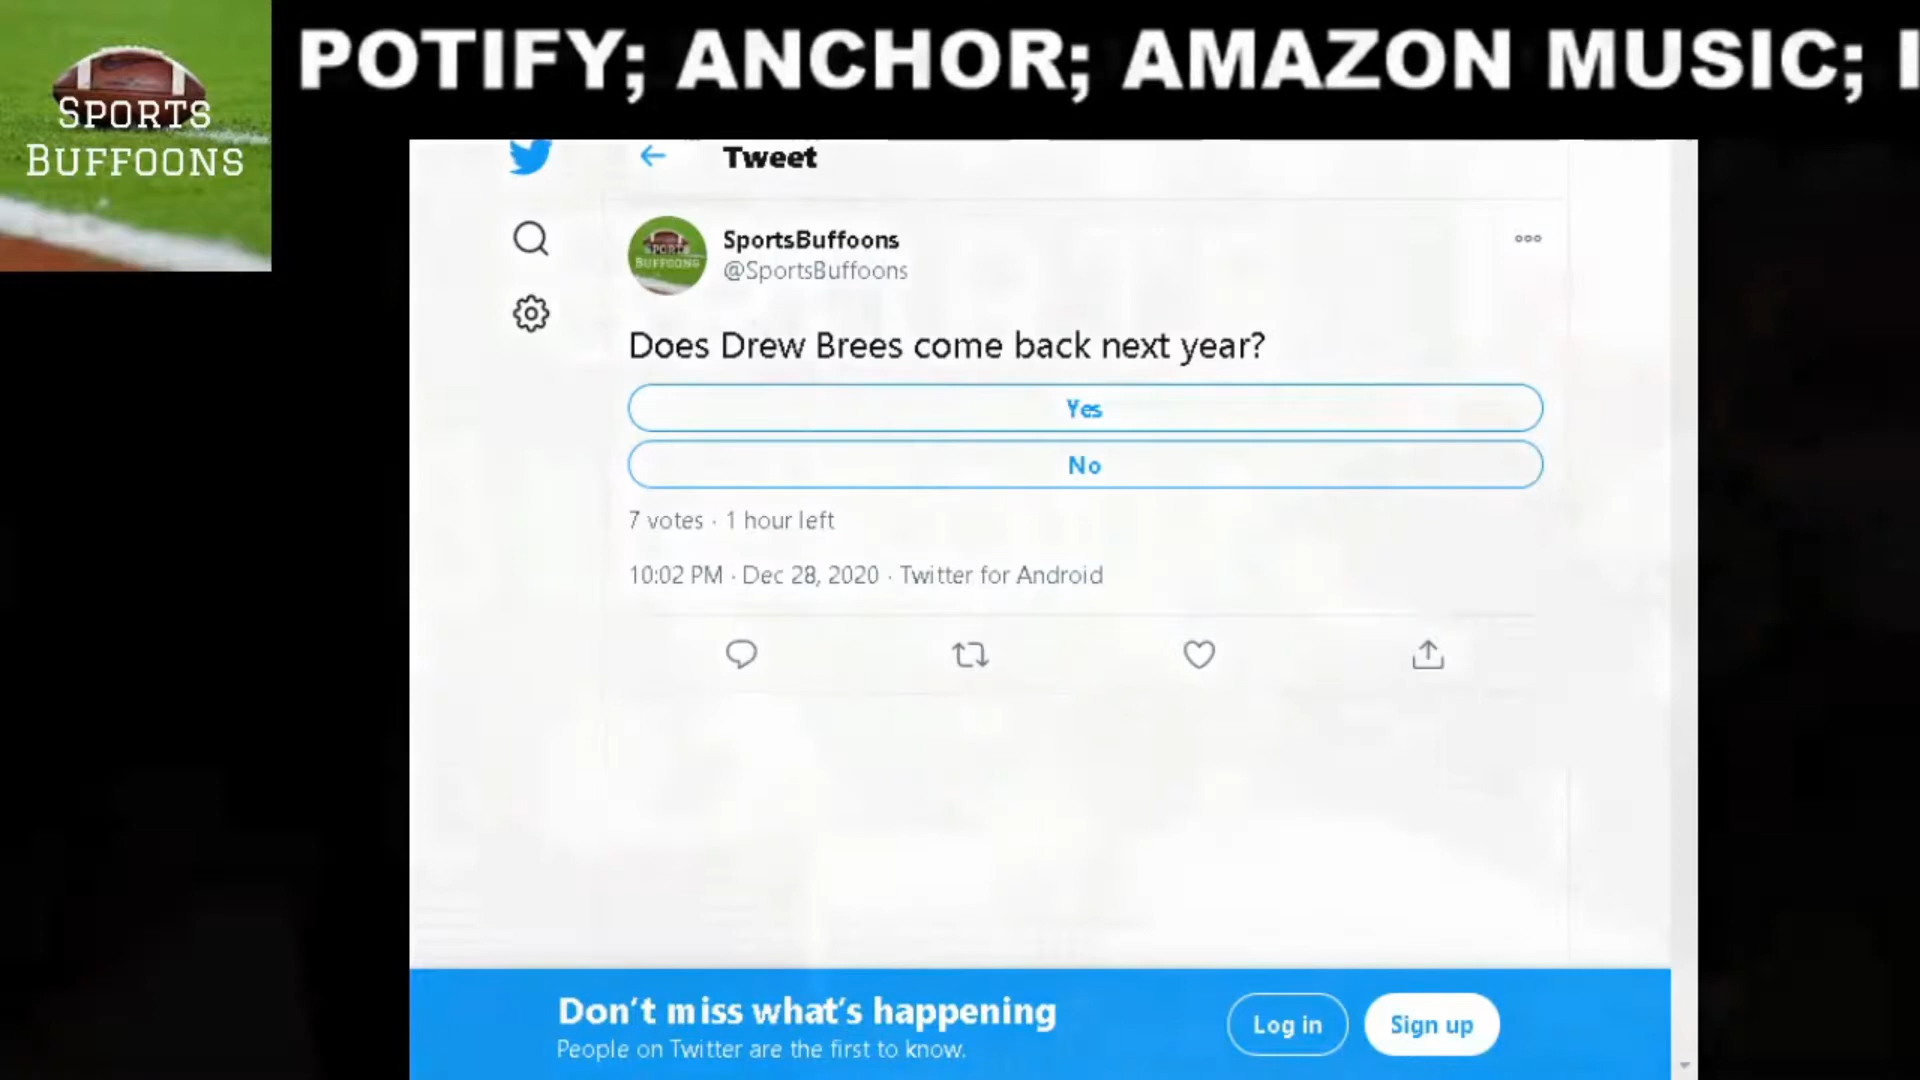 POTIFY; ANCHOR; AMAZON MUSIC; I
SPORTS
BUFFOONS
Tweet
SPORTS
BUFFOONS
SportsBuffoons
@SportsBuffoons
Does Drew Brees come back next year?
Yes
No
7 votes · 1 hour left
10:02 PM · Dec 28, 2020 · Twitter for Android
Don't miss what's happening
People on Twitter are the first to know.
Log in
Sign up